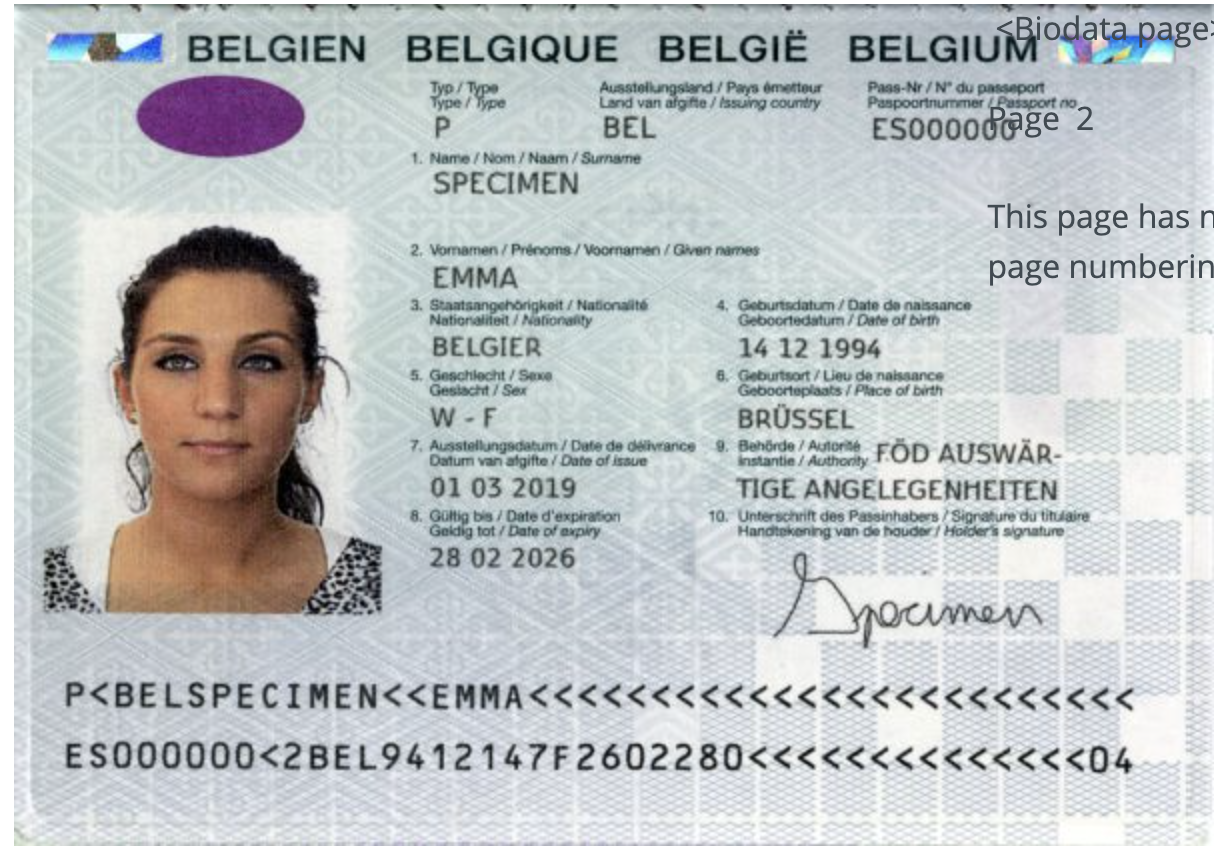 BELGIEN BELGIQUE BELGIË BELGIUM
<Biodata page>
Typ / Type
Type / Type
P
Ausstellungsland / Pays émetteur
Land van afgifte / Issuing country
BEL
Pass-Nr / N° du passeport
Paspoortnummer / Passport no
ES000000
Page 2
1. Name / Nom / Naam / Surname
SPECIMEN
This page has
page
2. Vornamen / Prénoms / Voornamen / Given names
EMMA
3. Staatsangehörigkeit / Nationalité
Nationaliteit / Nationality
BELGIER
4. Geburtsdatum / Date de naissance
Geboortedatum / Date of birth
14 12 1994
5. Geschlecht / Sexe
Geslacht / Sex
W - F
6. Geburtsort / Lieu de naissance
Geboorteplaats / Place of birth
BRÜSSEL
7. Ausstellungsdatum / Date de délivrance
Datum van afgifte / Date of issue
01 03 2019
9. Behörde / Autorité
instantie / Authority FÖD AUSWÄR-
TIGE ANGELEGENHEITEN
8. Gültig bis / Date d'expiration
Geldig tot / Date of expiry
28 02 2026
10. Unterschrift des Passinhabers / Signature du titulaire
Handtekening van de houder / Holder's signature
Specimen
P<BELSPECIMEN<<EMMA<<<<<<<<<<<<<<<<<<<<<<<<<
ES000000<2BEL9412147F2602280<<<<<<<<<<<<<<04